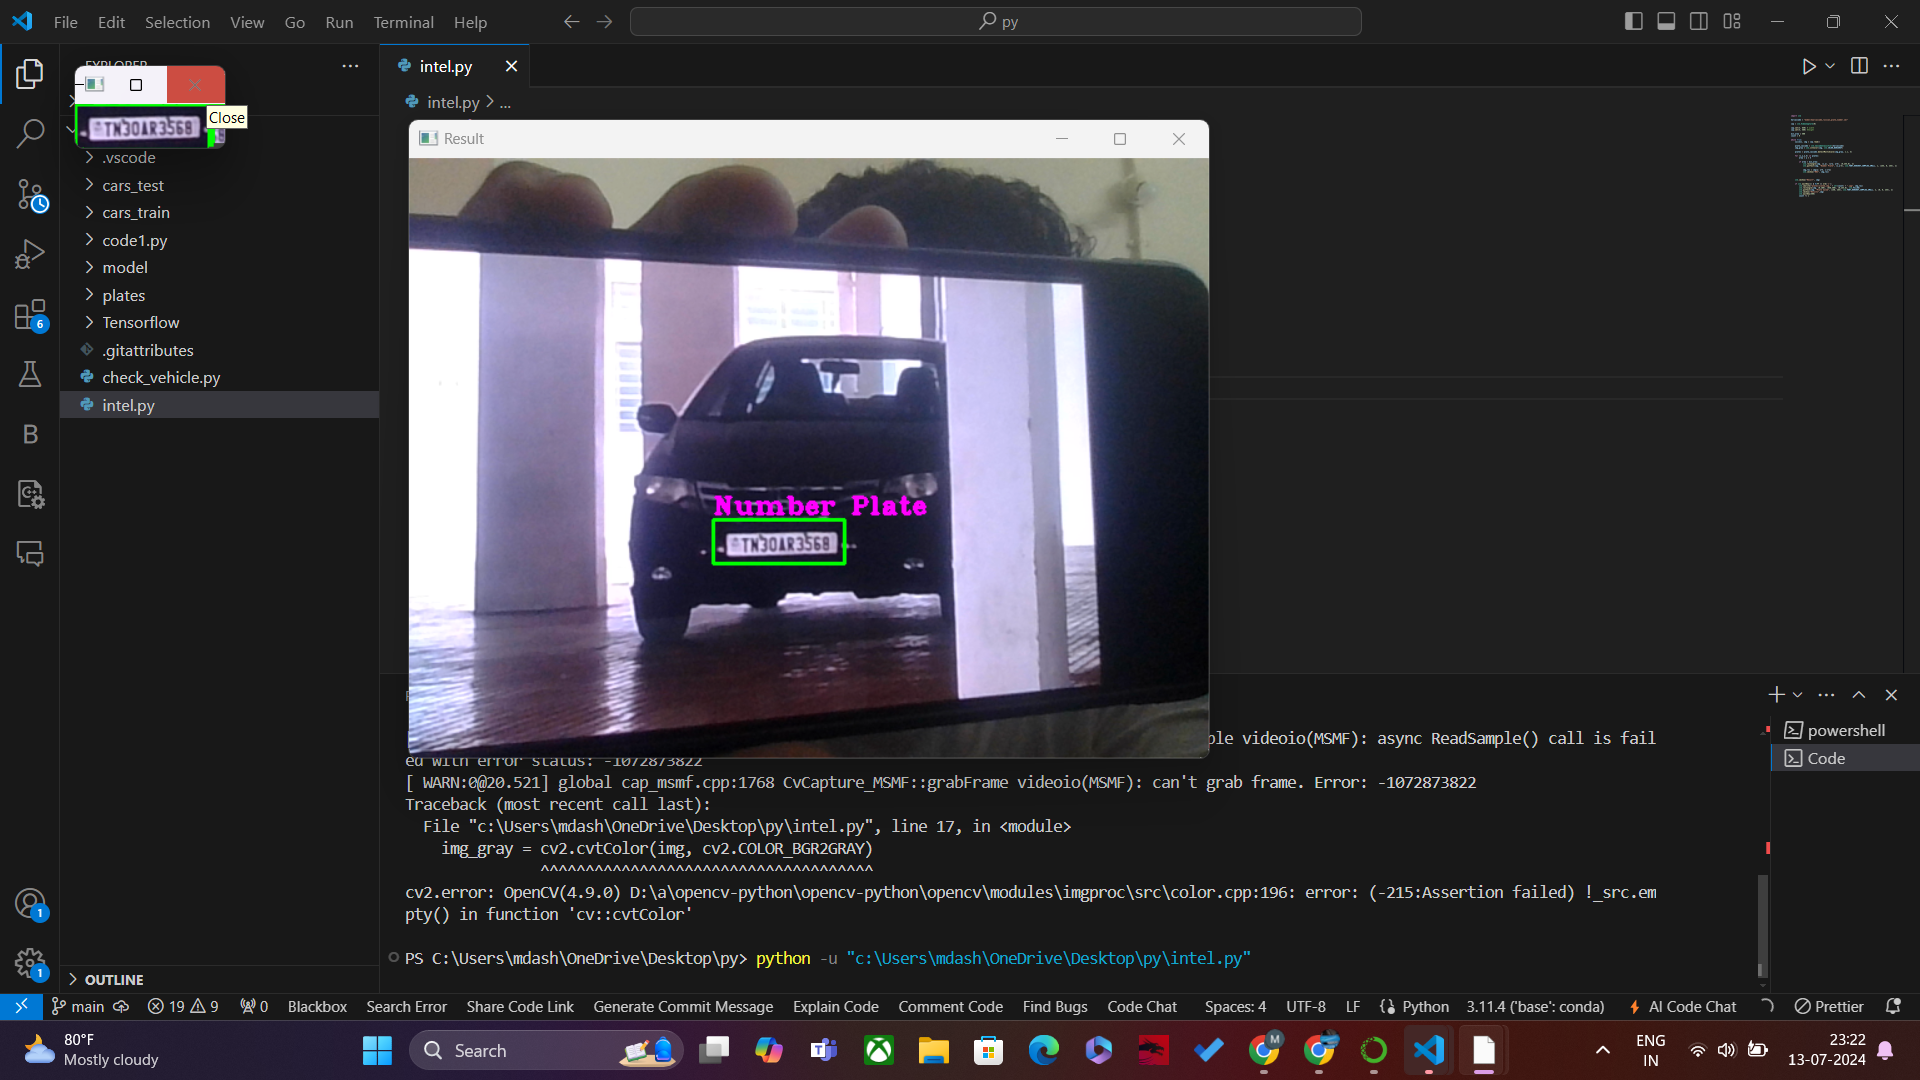 File Edit Selection View Go Run Terminal Help
py
EXPLORER
Close
TN30AR3568
.vscode
cars_test
cars_train
code1.py
model
plates
Tensorflow
.gitattributes
check_vehicle.py
intel.py
OUTLINE
intel.py
intel.py > ...
Result
Number Plate
TN30AR3568
powershell
Code
ple videoio(MSMF): async ReadSample() call is fail
ed with error status: -1072873822
[ WARN:0@20.521] global cap_msmf.cpp:1768 CvCapture_MSMF::grabFrame videoio(MSMF): can't grab frame. Error: -1072873822
Traceback (most recent call last):
File "c:\Users\mdash\OneDrive\Desktop\py\intel.py", line 17, in <module>
img_gray = cv2.cvtColor(img, cv2.COLOR_BGR2GRAY)
^^^^^^^^^^^^^^^^^^^^^^^^^^^^^^^^^^^^^
cv2.error: OpenCV(4.9.0) D:\a\opencv-python\opencv-python\opencv\modules\imgproc\src\color.cpp:196: error: (-215:Assertion failed) !_src.em
pty() in function 'cv::cvtColor'
PS C:\Users\mdash\OneDrive\Desktop\py> python -u "c:\Users\mdash\OneDrive\Desktop\py\intel.py"
6
B
1
1
main 19 9 0 Blackbox Search Error Share Code Link Generate Commit Message Explain Code Comment Code Find Bugs Code Chat Spaces: 4 UTF-8 LF Python 3.11.4 ('base': conda) AI Code Chat Prettier
80°F
Mostly cloudy
Search
M
ENG
IN
23:22
13-07-2024